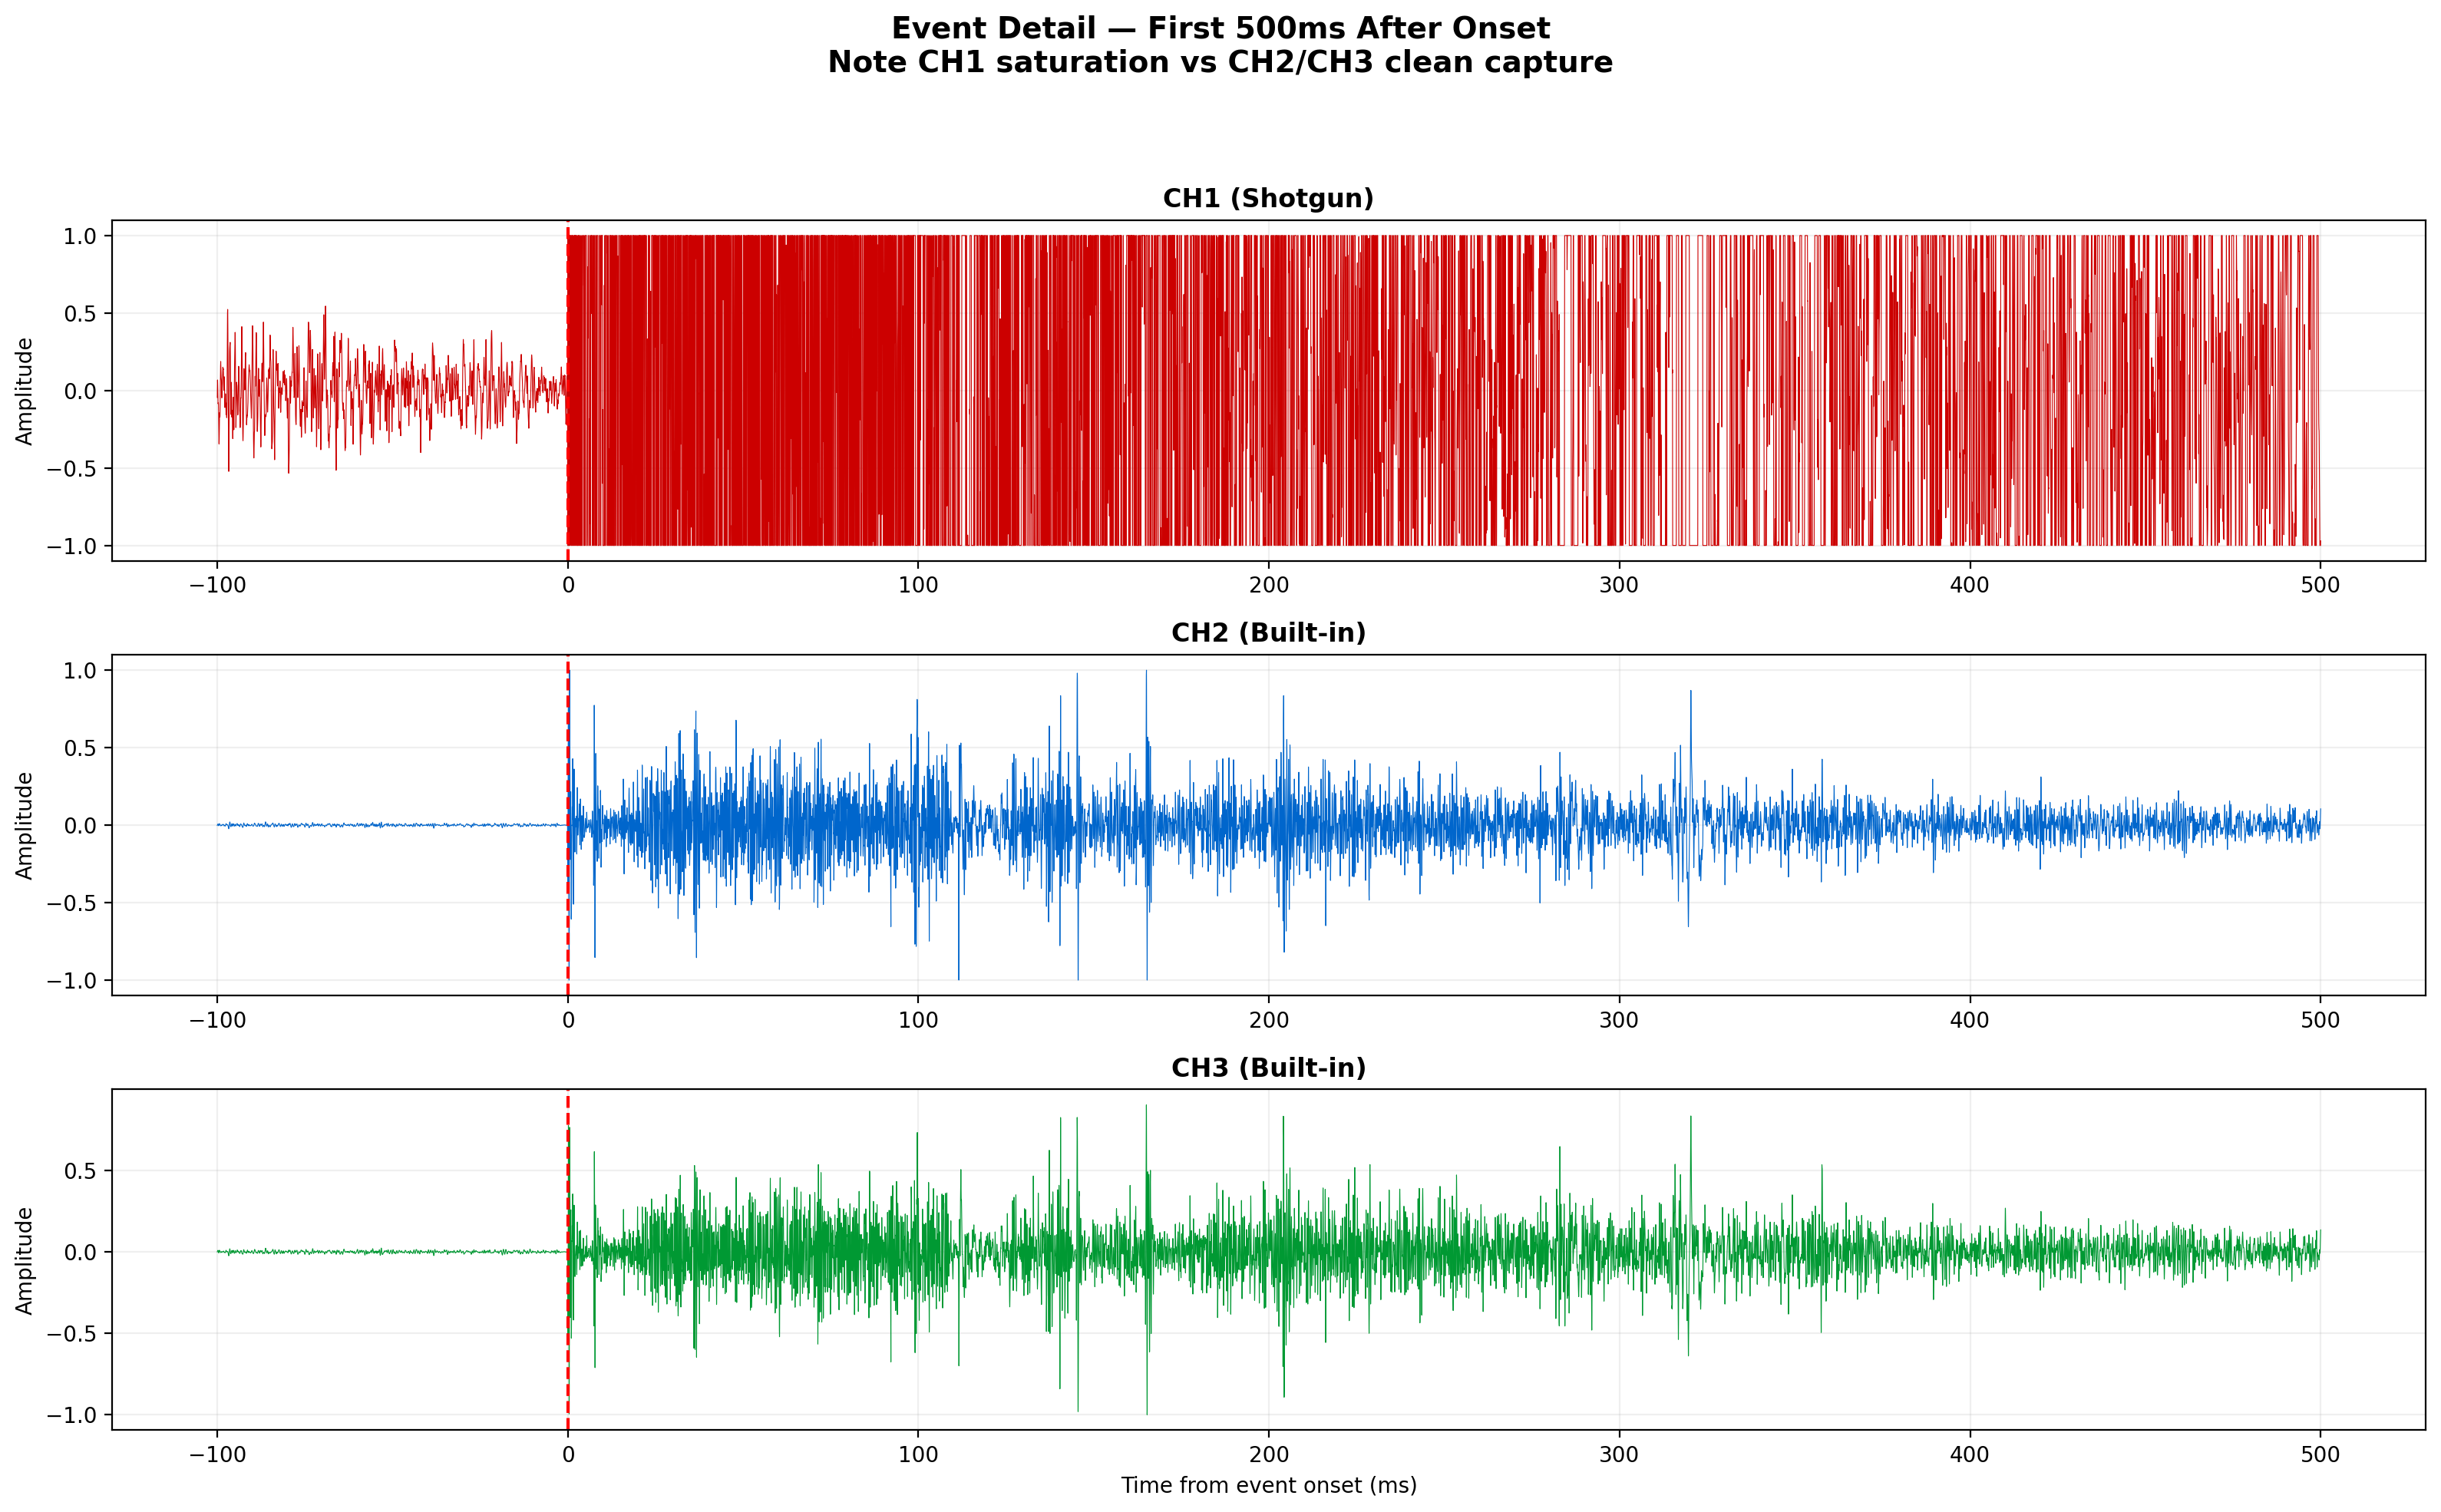 Event Detail — First 500ms After Onset
Note CH1 saturation vs CH2/CH3 clean capture
CH1 (Shotgun)
Amplitude
1.0
0.5
0.0
−0.5
−1.0
−100 0 100 200 300 400 500
CH2 (Built-in)
Amplitude
1.0
0.5
0.0
−0.5
−1.0
−100 0 100 200 300 400 500
CH3 (Built-in)
Amplitude
0.5
0.0
−0.5
−1.0
−100 0 100 200 300 400 500
Time from event onset (ms)